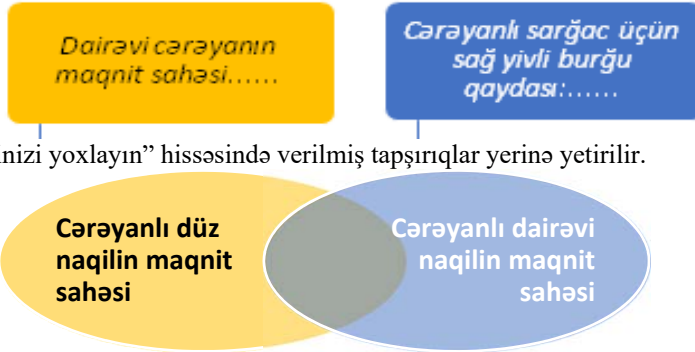 Dairəvi cərəyanın
maqnit sahəsi......
Cərəyanlı sarğac üçün
sağ yivli burğu
qaydası:......
inizi yoxlayın” hissəsində verilmiş tapşırıqlar yerinə yetirilir.
Cərəyanlı düz
naqilin maqnit
sahəsi
Cərəyanlı dairəvi
naqilin maqnit
sahəsi